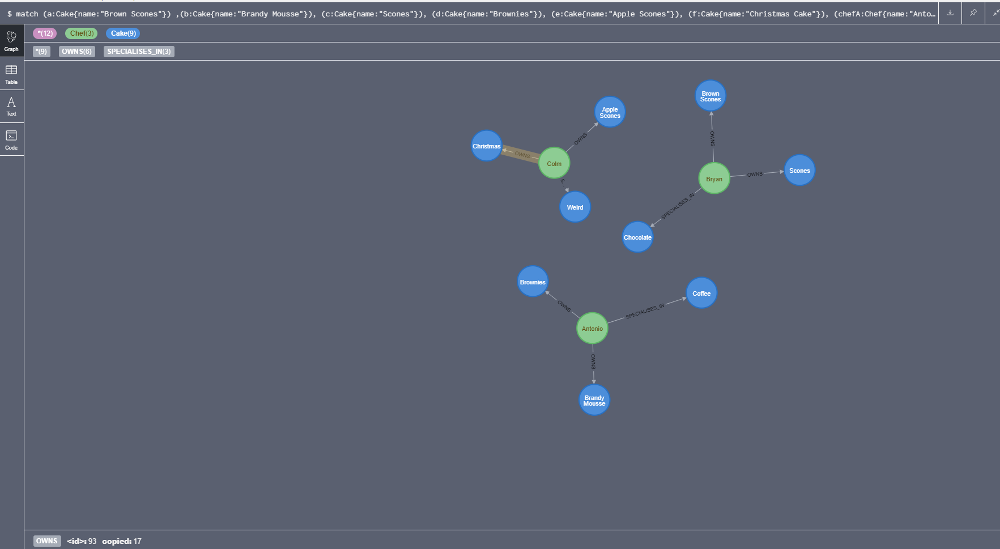 $ match (a:Cake{name:"Brown Scones"}) ,(b:Cake{name:"Brandy Mousse"}), (c:Cake{name:"Scones"}), (d:Cake{name:"Brownies"}), (e:Cake{name:"Apple Scones"}), (f:Cake{name:"Christmas Cake"}), (chefA:Chef{name:"Anto…
*(12) Chef(3) Cake(9)
Graph
*(9) OWNS(6) SPECIALISES_IN(3)
Table
Text
Code
Brown
Scones
Apple
Scones
OWNS
OWNS
Christmas
OWNS
Colm
Scones
OWNS
Bryan
S…
SPECIALISES_IN
Weird
Chocolate
Brownies
Coffee
OWNS
SPECIALISES_IN
Antonio
OWNS
Brandy
Mousse
OWNS <id>: 93 copied: 17